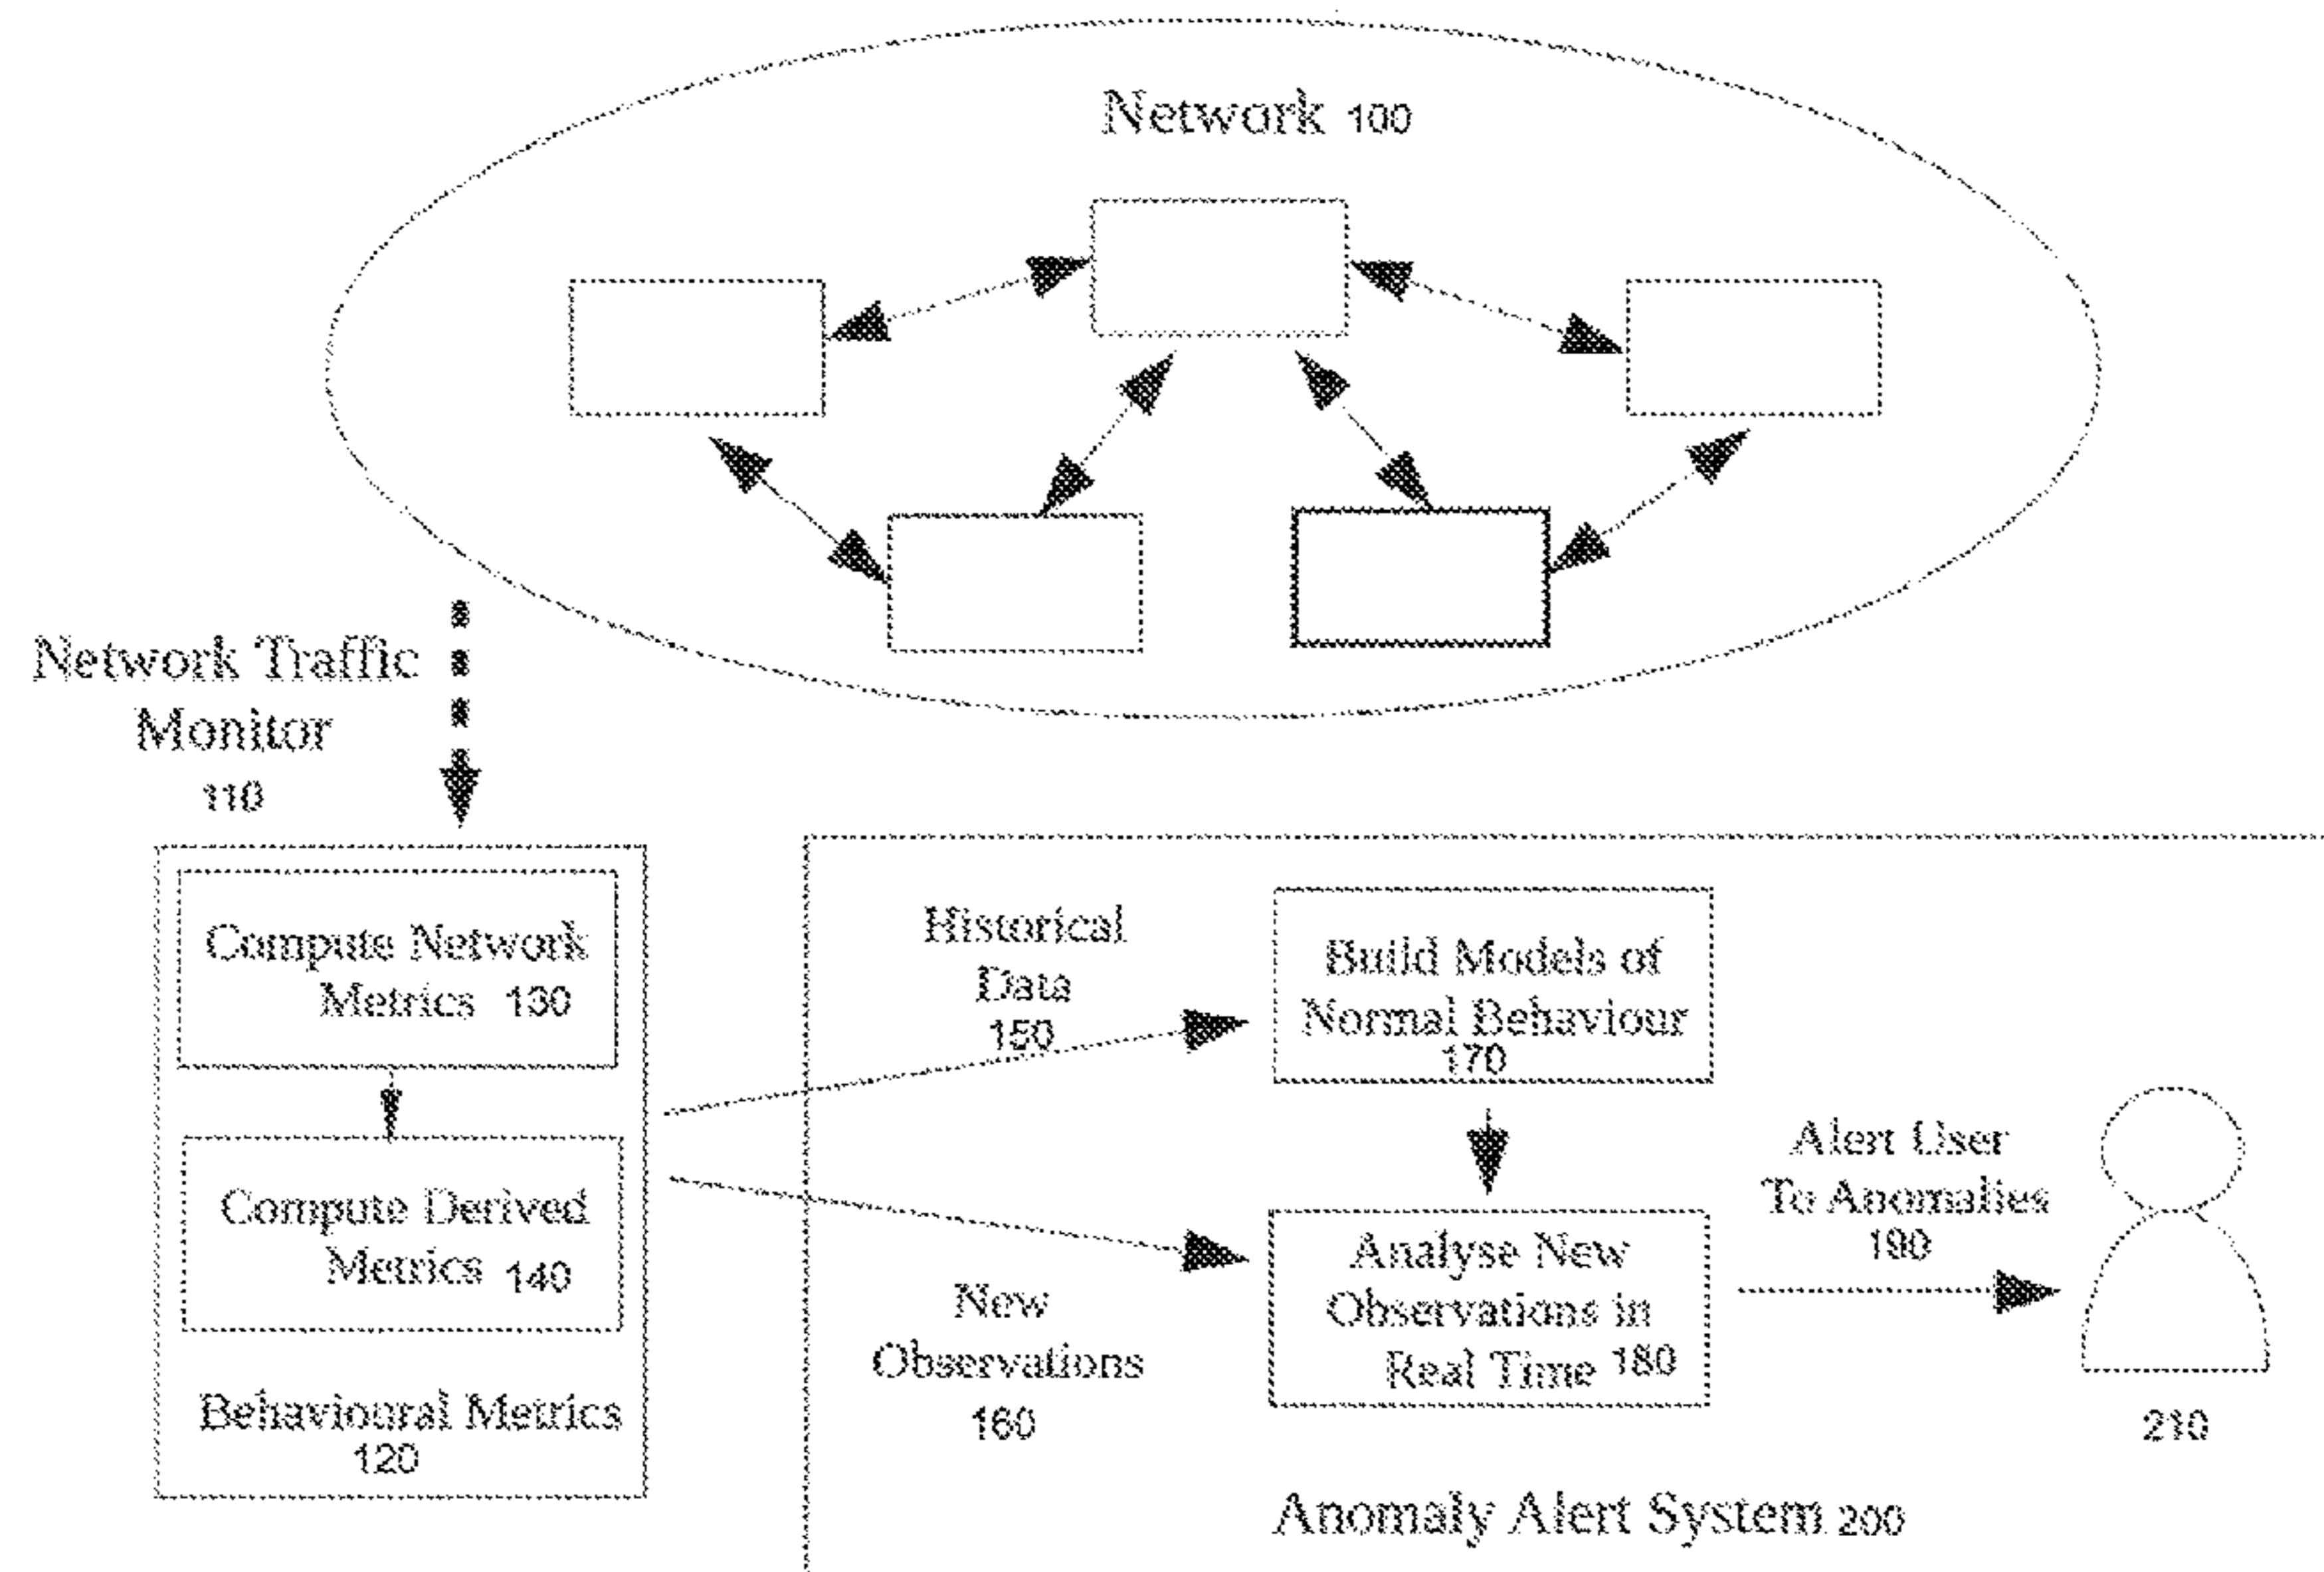 Network 100
Network Traffic
Monitor
110
Compute Network
Metrics 130
Compute Derived
Metrics 140
Behavioural Metrics
120
Historical
Data
150
New
Observations
160
Build Models of
Normal Behaviour
170
Analyse New
Observations in
Real Time 180
Alert User
To Anomalies
190
210
Anomaly Alert System 200